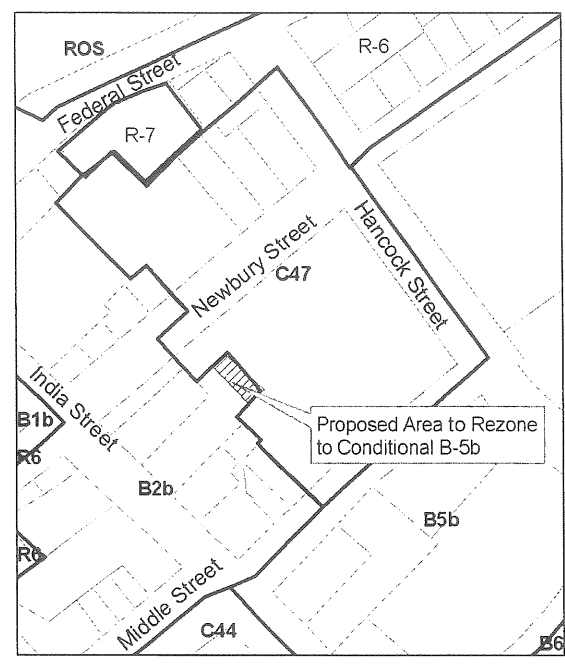 ROS
R-6
Federal Street
R-7
Hancock Street
Newbury Street
C47
India Street
B1b
R6
Proposed Area to Rezone
to Conditional B-5b
B2b
B5b
R6
Middle Street
C44
B6